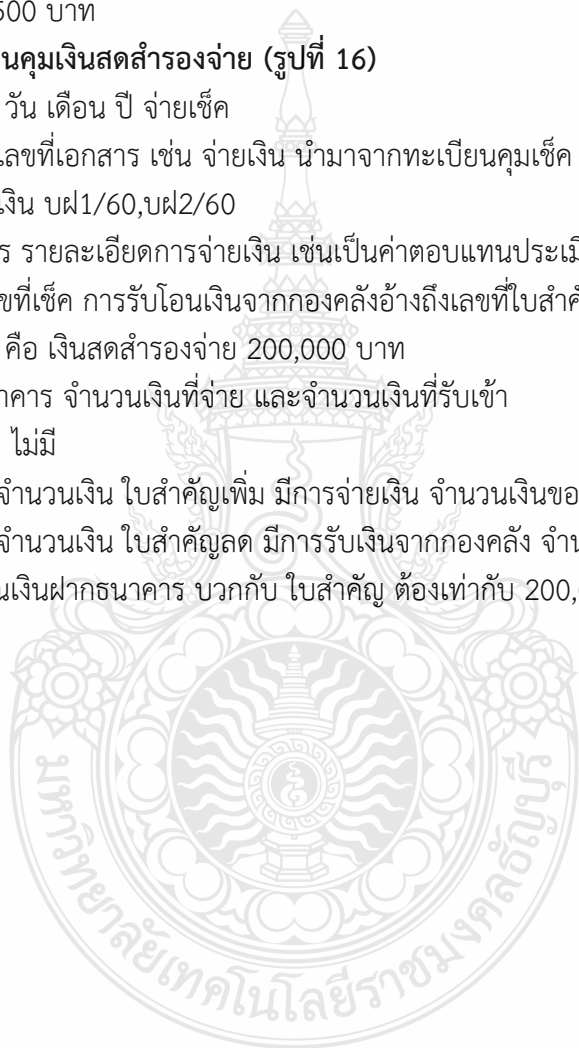 500 บาท
นคุมเงินสดสำรองจ่าย (รูปที่ 16)
วัน เดือน ปี จ่ายเช็ค
เลขที่เอกสาร เช่น จ่ายเงิน นำมาจากทะเบียนคุมเช็ค
เงิน บฝ1/60,บฝ2/60
ร รายละเอียดการจ่ายเงิน เช่นเป็นค่าตอบแทนประเมิ
ขที่เช็ค การรับโอนเงินจากกองคลังอ้างถึงเลขที่ใบสำคั
คือ เงินสดสำรองจ่าย 200,000 บาท
าคาร จำนวนเงินที่จ่าย และจำนวนเงินที่รับเข้า
ไม่มี
จำนวนเงิน ใบสำคัญเพิ่ม มีการจ่ายเงิน จำนวนเงินขอ
จำนวนเงิน ใบสำคัญลด มีการรับเงินจากกองคลัง จำน
นเงินฝากธนาคาร บวกกับ ใบสำคัญ ต้องเท่ากับ 200,
มหาวิทยาลัยเทคโนโลยีราชมงคลธัญบุรี